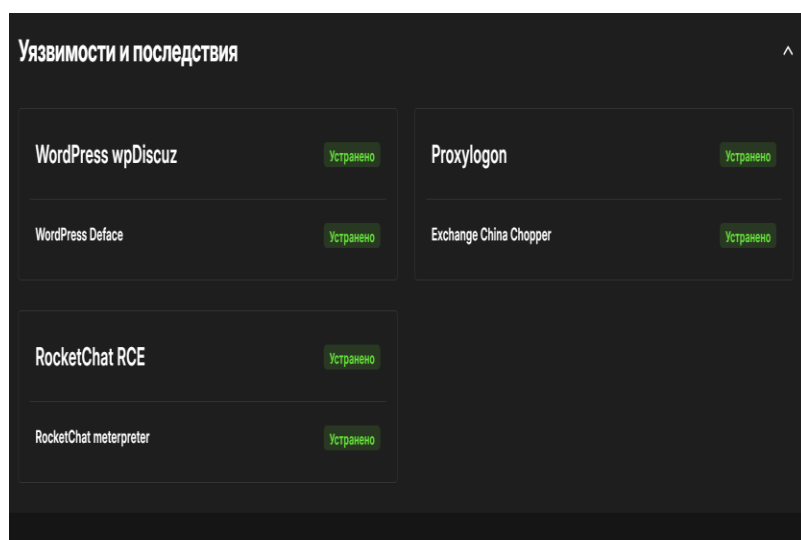 Уязвимости и последствия
WordPress wpDiscuz Устранено
WordPress Deface Устранено
Proxylogon Устранено
Exchange China Chopper Устранено
RocketChat RCE Устранено
RocketChat meterpreter Устранено